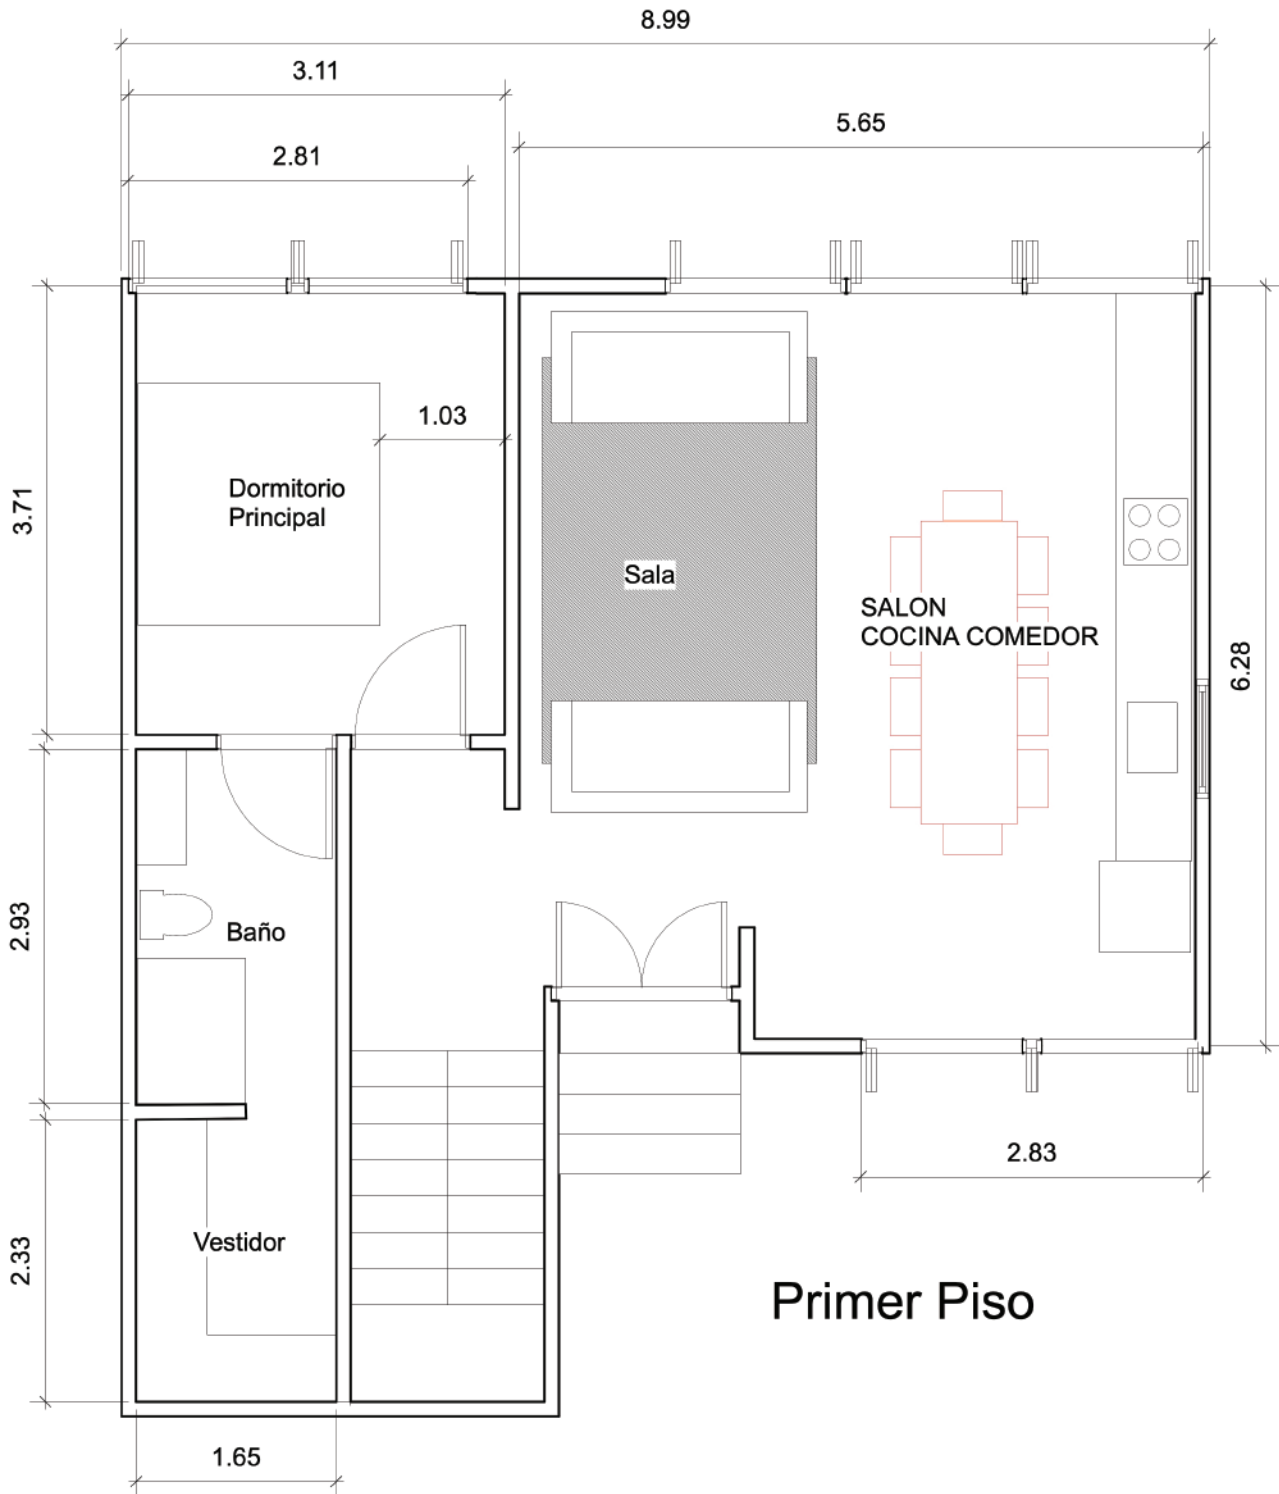 8.99
3.11
5.65
2.81
1.03
3.71
Dormitorio
Principal
Sala
SALON
COCINA COMEDOR
6.28
2.93
Baño
2.83
2.33
Vestidor
Primer Piso
1.65